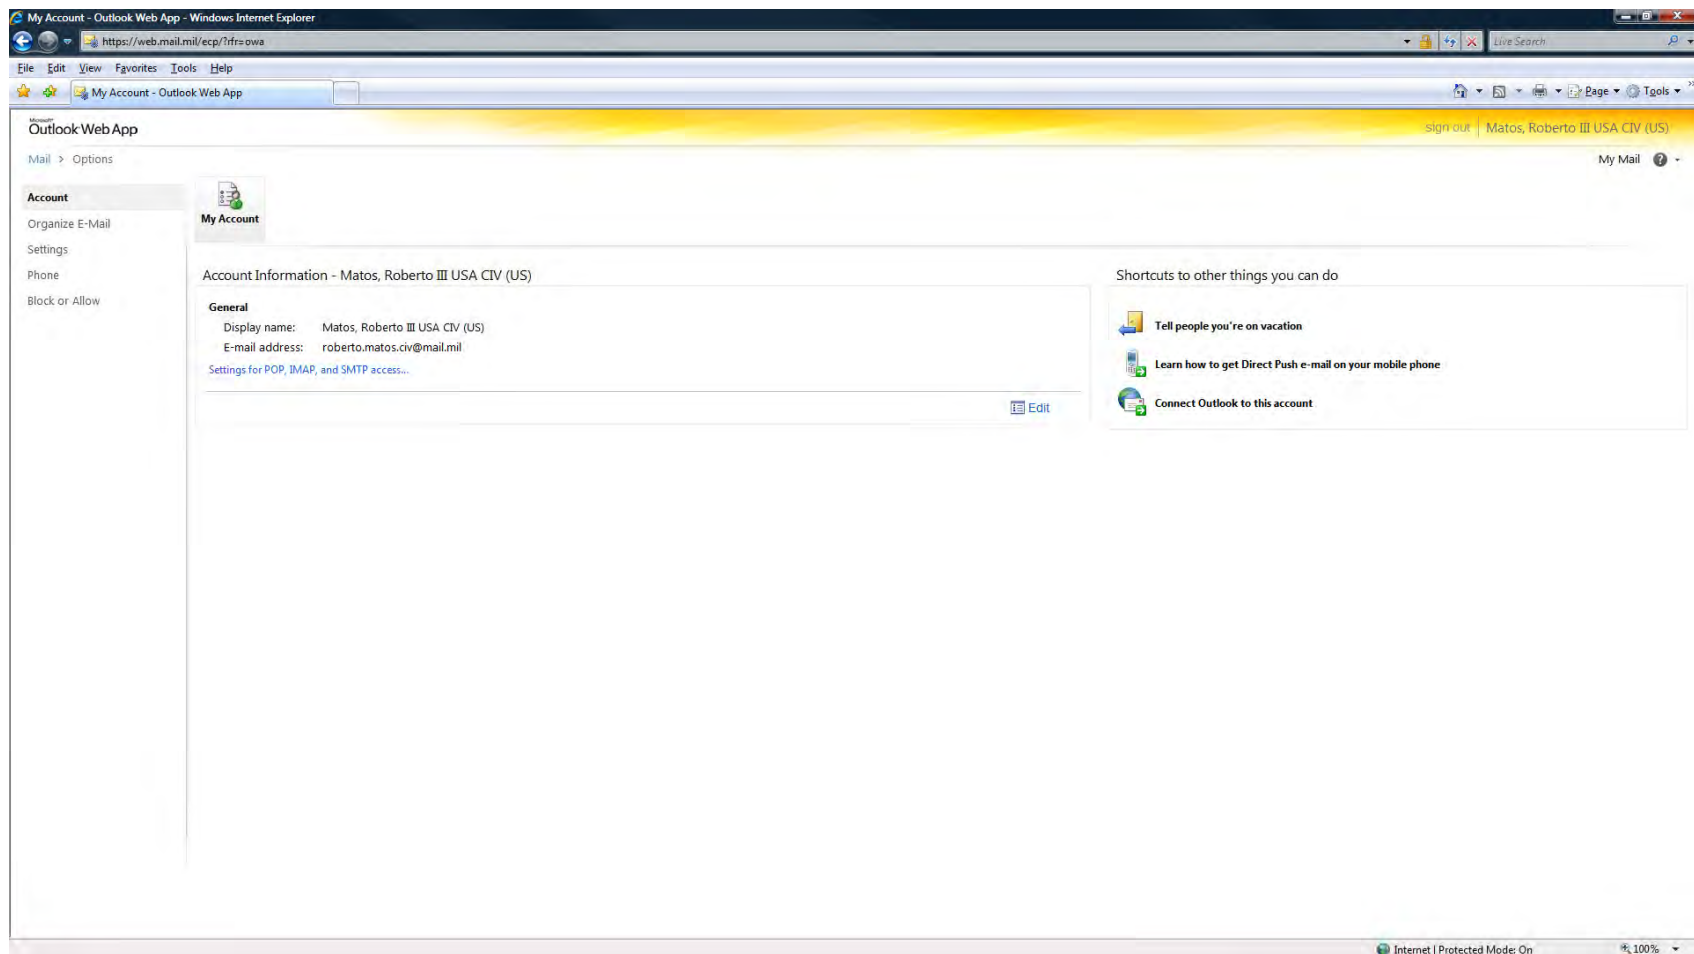 My Account - Outlook Web App - Windows Internet Explorer
https://web.mail.mil/ecp/?rfr=owa
Live Search
File Edit View Favorites Tools Help
My Account - Outlook Web App
Page Tools
Microsoft
Outlook Web App
sign out Matos, Roberto III USA CIV (US)
Mail > Options
My Mail
Account
Organize E-Mail
Settings
Phone
Block or Allow
My Account
Account Information - Matos, Roberto III USA CIV (US)
General
Display name: Matos, Roberto III USA CIV (US)
E-mail address: roberto.matos.civ@mail.mil
Settings for POP, IMAP, and SMTP access...
Edit
Shortcuts to other things you can do
Tell people you're on vacation
Learn how to get Direct Push e-mail on your mobile phone
Connect Outlook to this account
Internet | Protected Mode: On
100%